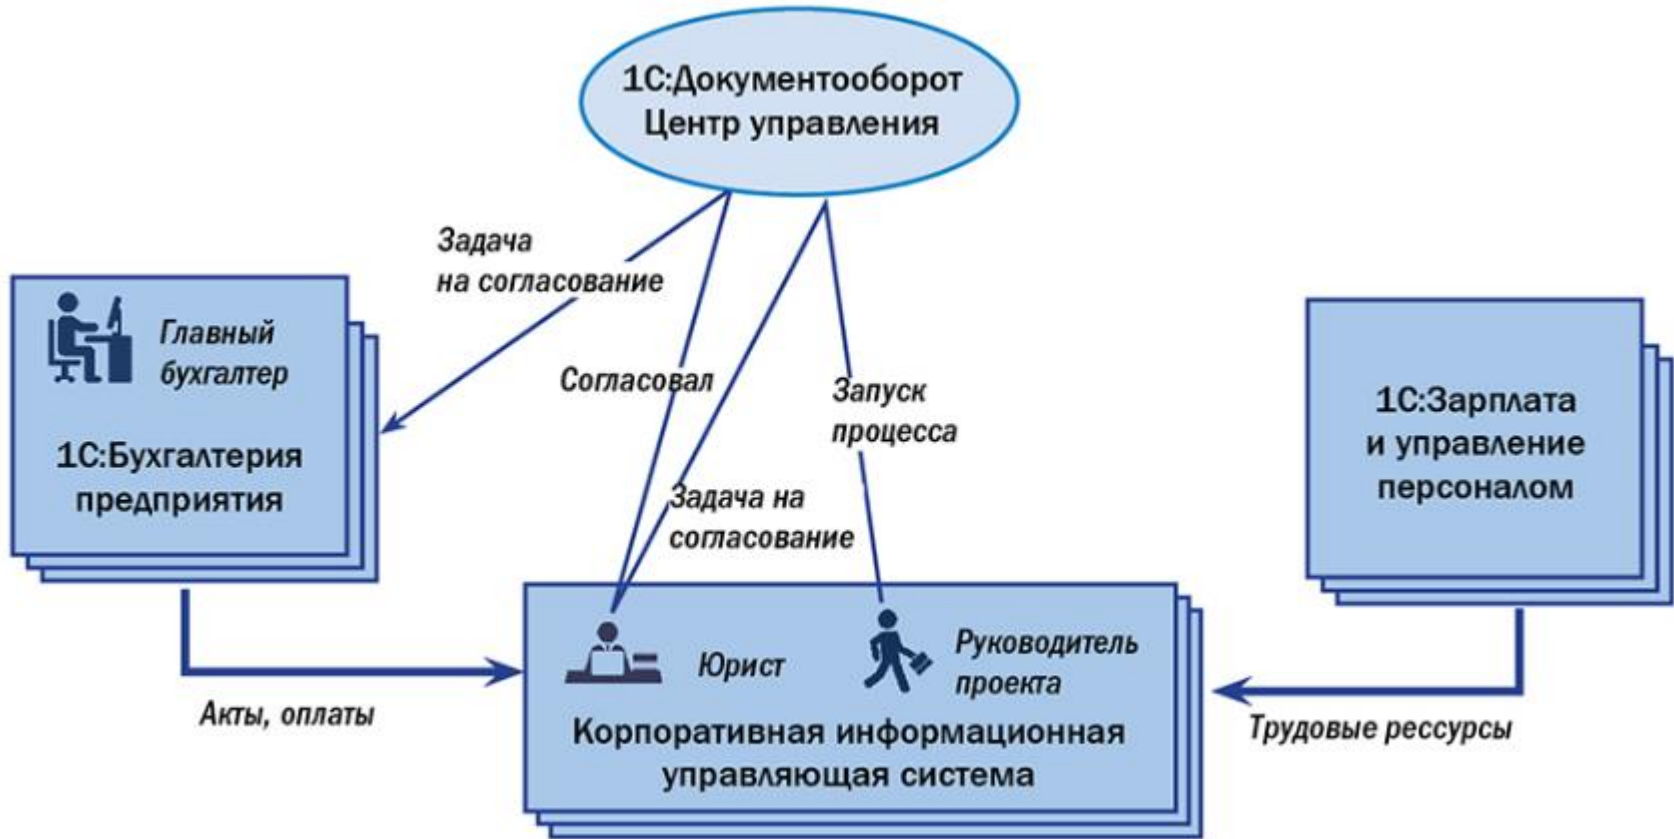 1С:Документооборот
Центр управления
Задача
на согласование
Главный
бухгалтер
1С:Бухгалтерия
предприятия
Согласовал
Запуск
процесса
1С:Зарплата
и управление
персоналом
Задача на
согласование
Юрист
Руководитель
проекта
Корпоративная информационная
управляющая система
Акты, оплаты
Трудовые рессурсы